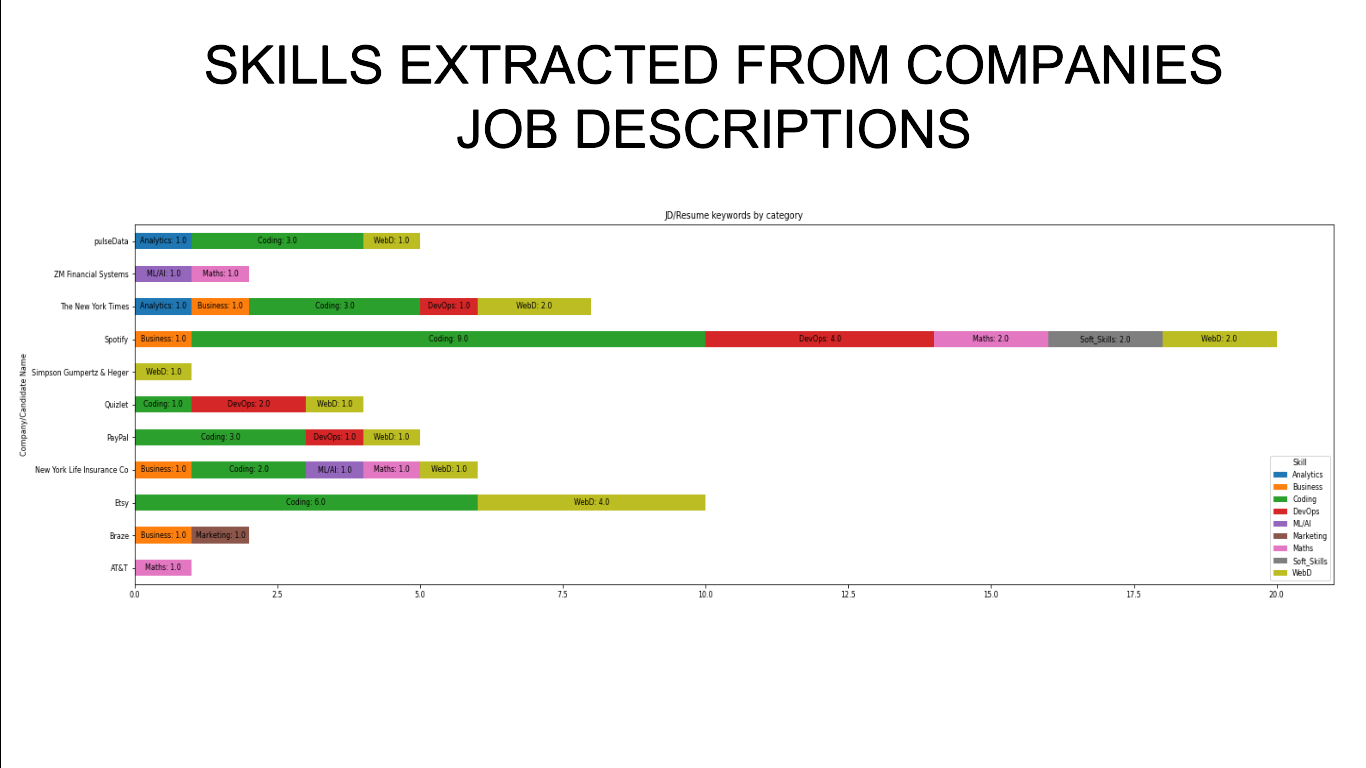 SKILLS EXTRACTED FROM COMPANIES
JOB DESCRIPTIONS
JD/Resume keywords by category
Company/Candidate Name
pulseData
Analytics: 1.0 Coding: 3.0 WebD: 1.0
ZM Financial Systems
ML/AI: 1.0 Maths: 1.0
The New York Times
Analytics: 1.0 Business: 1.0 Coding: 3.0 DevOps: 1.0 WebD: 2.0
Spotify
Business: 1.0 Coding: 9.0 DevOps: 4.0 Maths: 2.0 Soft_Skills: 2.0 WebD: 2.0
Simpson Gumpertz & Heger
WebD: 1.0
Quizlet
Coding: 1.0 DevOps: 2.0 WebD: 1.0
PayPal
Coding: 3.0 DevOps: 1.0 WebD: 1.0
New York Life Insurance Co
Business: 1.0 Coding: 2.0 ML/AI: 1.0 Maths: 1.0 WebD: 1.0
Etsy
Coding: 6.0 WebD: 4.0
Braze
Business: 1.0 Marketing: 1.0
AT&T
Maths: 1.0
0.0 2.5 5.0 7.5 10.0 12.5 15.0 17.5 20.0
Skill
Analytics
Business
Coding
DevOps
ML/AI
Marketing
Maths
Soft_Skills
WebD